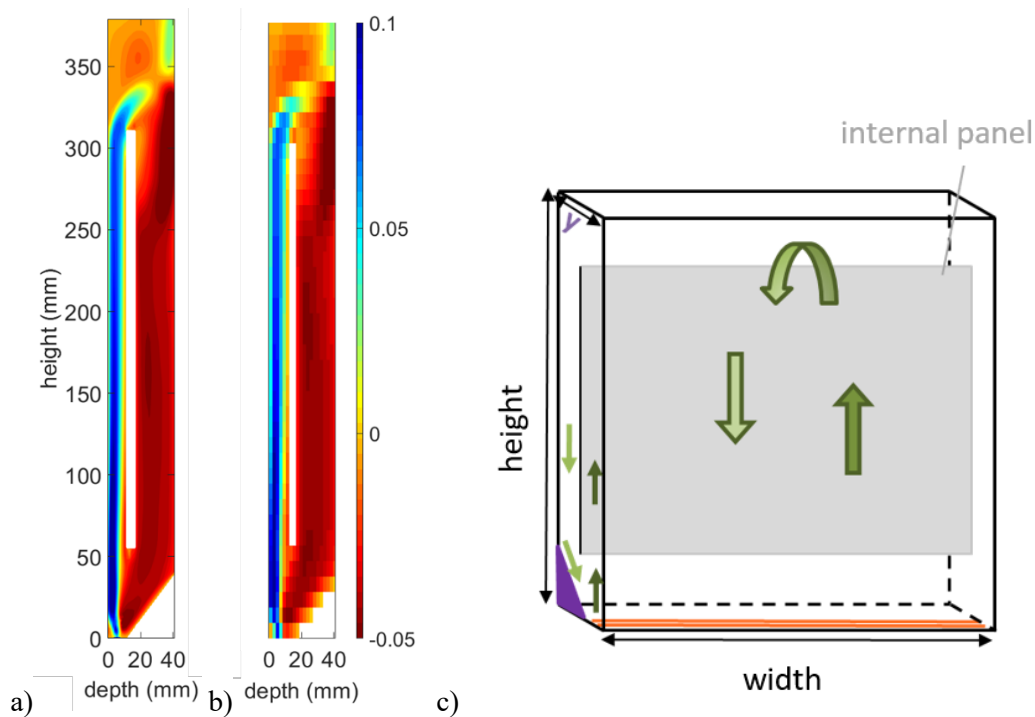 350
300
250
200
150
100
50
0
height (mm)
0 20 40
depth (mm)
a)
0 20 40
depth (mm)
b)
0.1
0.05
0
-0.05
c)
internal panel
y
height
width